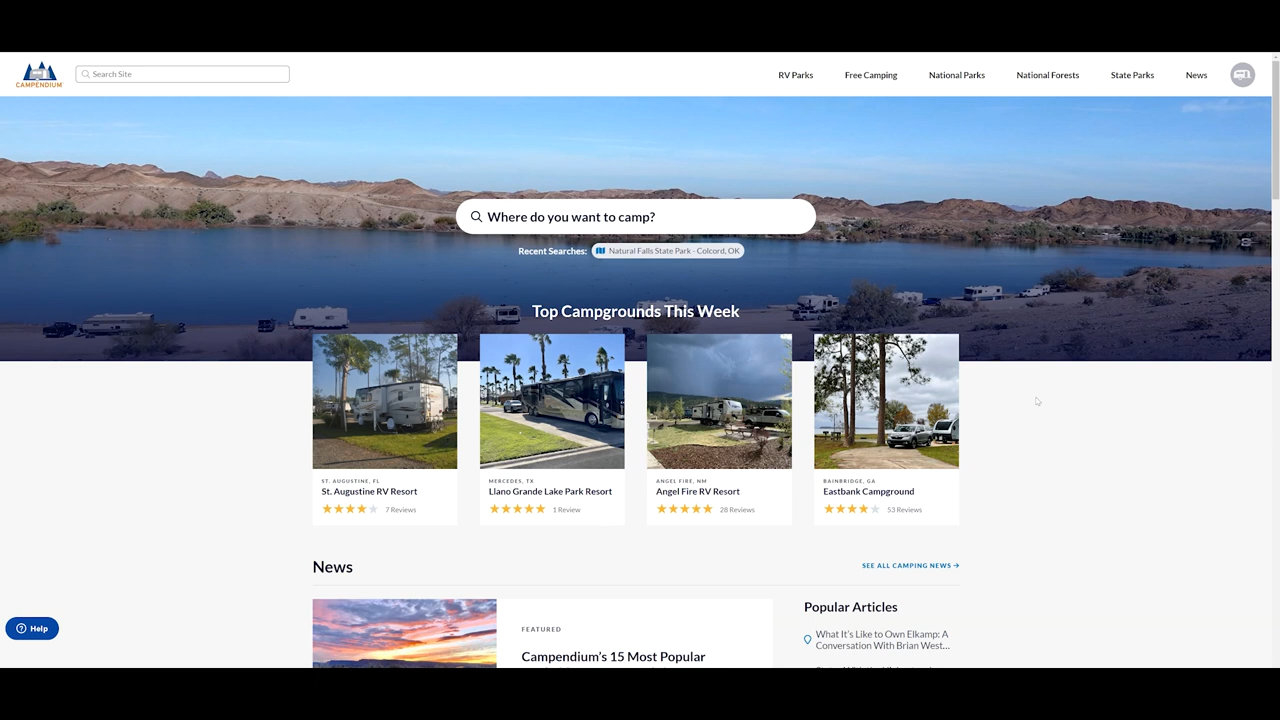 CAMPENDIUM
Search Site
RV Parks
Free Camping
National Parks
National Forests
State Parks
News
Where do you want to camp?
Recent Searches:
Natural Falls State Park - Colcord, OK
Top Campgrounds This Week
ST. AUGUSTINE, FL
St. Augustine RV Resort
7 Reviews
MERCEDES, TX
Llano Grande Lake Park Resort
1 Review
ANGEL FIRE, NM
Angel Fire RV Resort
28 Reviews
BAINBRIDGE, GA
Eastbank Campground
53 Reviews
News
SEE ALL CAMPING NEWS →
FEATURED
Campendium's 15 Most Popular
Popular Articles
What It's Like to Own Elkamp: A
Conversation With Brian West...
Help